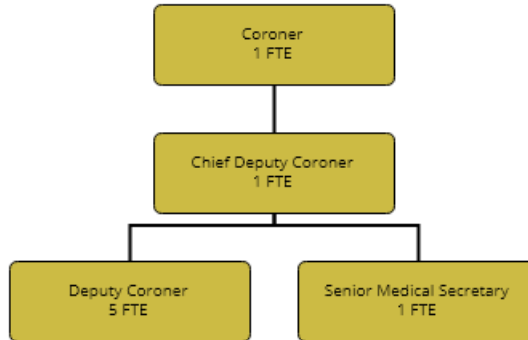 Coroner
1 FTE
Chief Deputy Coroner
1 FTE
Deputy Coroner
5 FTE
Senior Medical Secretary
1 FTE